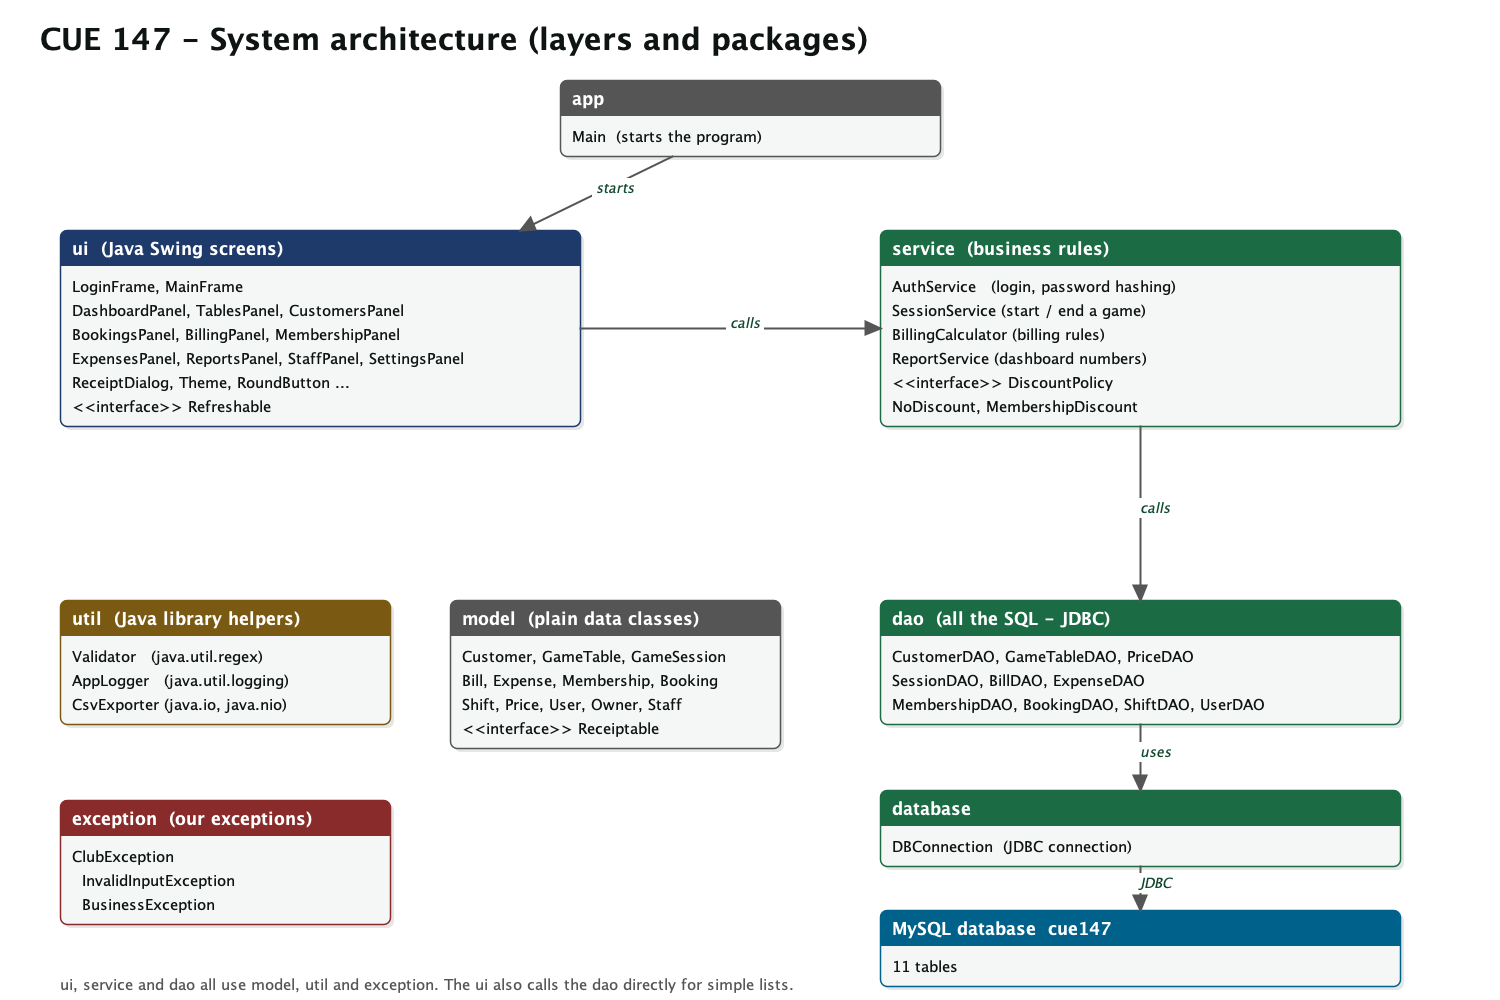 CUE 147 – System architecture (layers and packages)
app
Main (starts the program)
starts
ui (Java Swing screens)
LoginFrame, MainFrame
DashboardPanel, TablesPanel, CustomersPanel
BookingsPanel, BillingPanel, MembershipPanel
ExpensesPanel, ReportsPanel, StaffPanel, SettingsPanel
ReceiptDialog, Theme, RoundButton ...
<<interface>> Refreshable
calls
service (business rules)
AuthService (login, password hashing)
SessionService (start / end a game)
BillingCalculator (billing rules)
ReportService (dashboard numbers)
<<interface>> DiscountPolicy
NoDiscount, MembershipDiscount
calls
util (Java library helpers)
Validator (java.util.regex)
AppLogger (java.util.logging)
CsvExporter (java.io, java.nio)
model (plain data classes)
Customer, GameTable, GameSession
Bill, Expense, Membership, Booking
Shift, Price, User, Owner, Staff
<<interface>> Receiptable
dao (all the SQL – JDBC)
CustomerDAO, GameTableDAO, PriceDAO
SessionDAO, BillDAO, ExpenseDAO
MembershipDAO, BookingDAO, ShiftDAO, UserDAO
uses
exception (our exceptions)
ClubException
InvalidInputException
BusinessException
database
DBConnection (JDBC connection)
JDBC
MySQL database cue147
11 tables
ui, service and dao all use model, util and exception. The ui also calls the dao directly for simple lists.